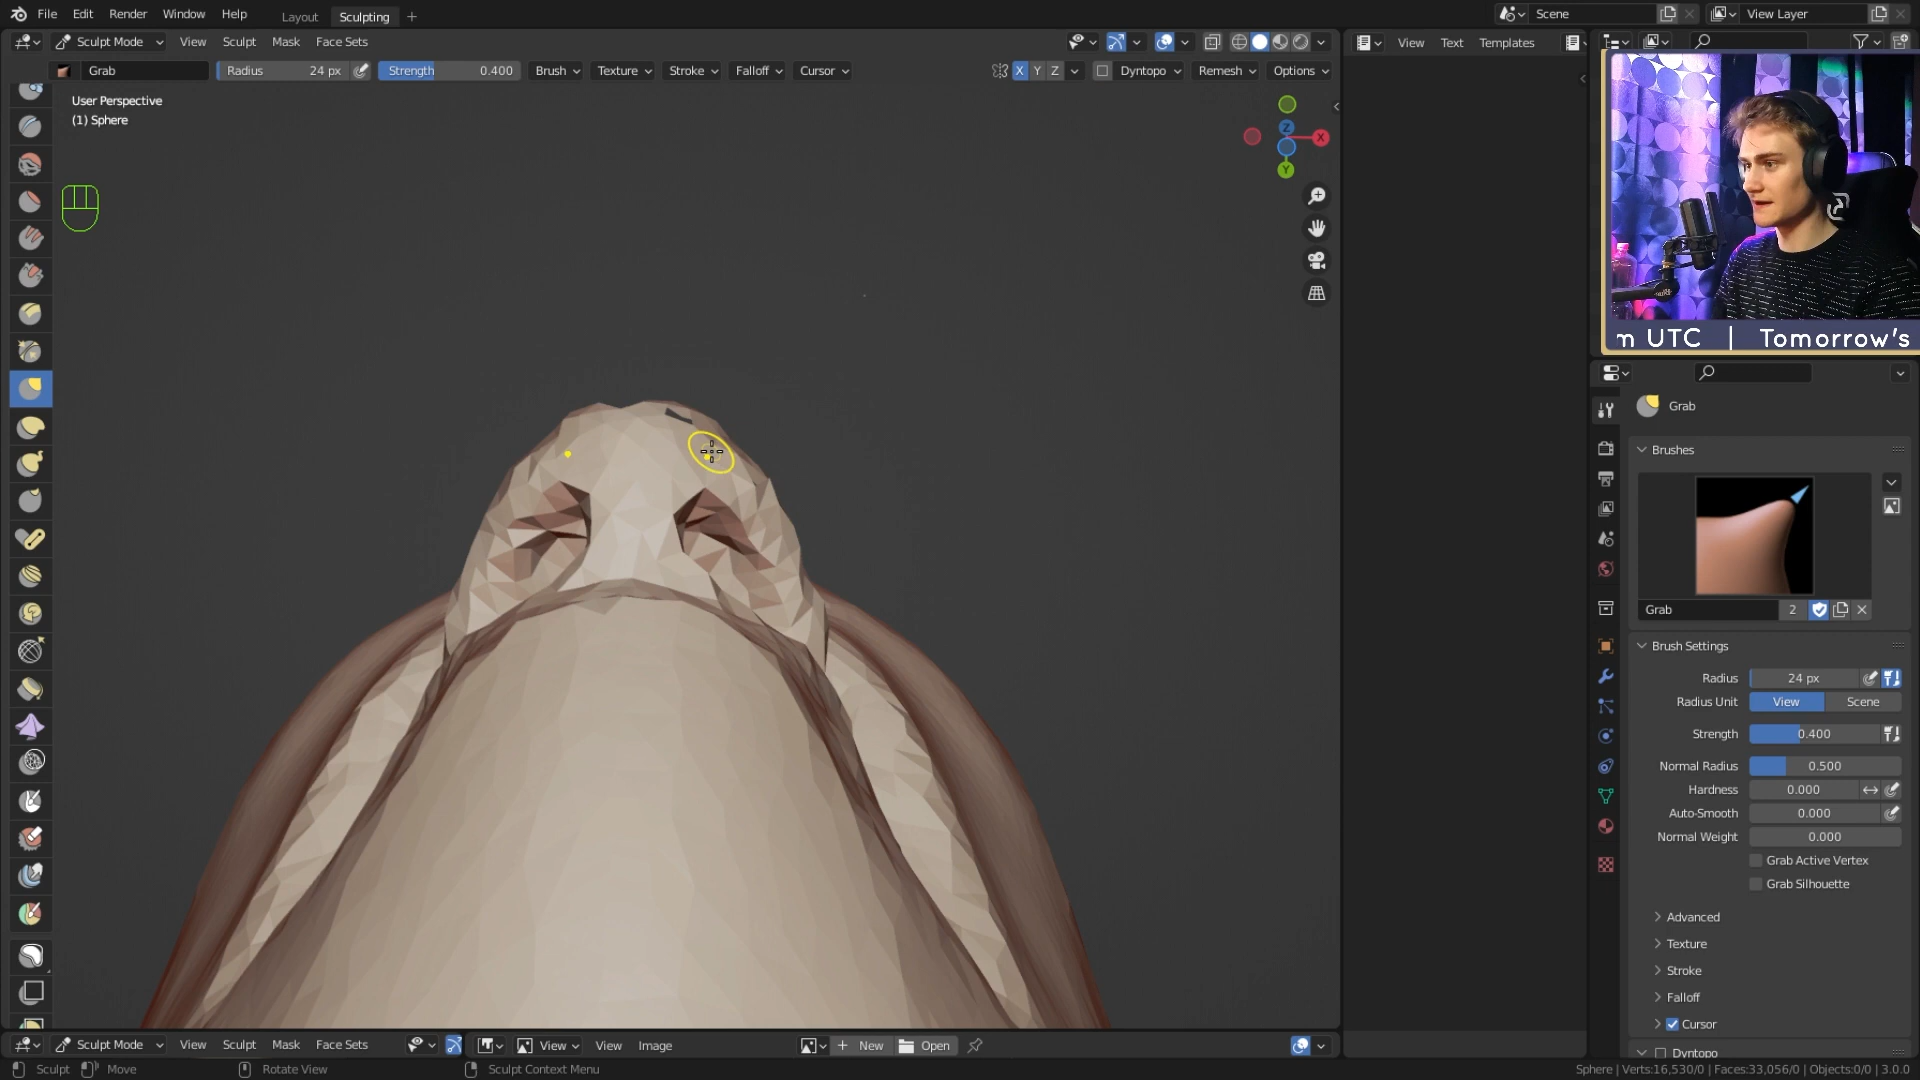 File Edit Render Window Help Layout Sculpting + Scene View Layer
Sculpt Mode View Sculpt Mask Face Sets View Text Templates
Grab Radius 24 px Strength 0.400 Brush Texture Stroke Falloff Cursor X Y Z Dyntopo Remesh Options
User Perspective
(1) Sphere
Z
X
Y
m UTC | Tomorrow's
Grab
Brushes
Grab 2
Brush Settings
Radius 24 px
Radius Unit View Scene
Strength 0.400
Normal Radius 0.500
Hardness 0.000
Auto-Smooth 0.000
Normal Weight 0.000
Grab Active Vertex
Grab Silhouette
Advanced
Texture
Stroke
Falloff
Cursor
Dyntopo
Sculpt Mode View Sculpt Mask Face Sets View View Image + New Open
Sculpt Move Rotate View Sculpt Context Menu Sphere | Verts:16,530/0 | Faces:33,056/0 | Objects:0/0 | 3.0.0